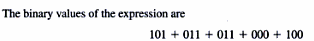 The binary values of the expression are
101 + 011 + 011 + 000 + 100